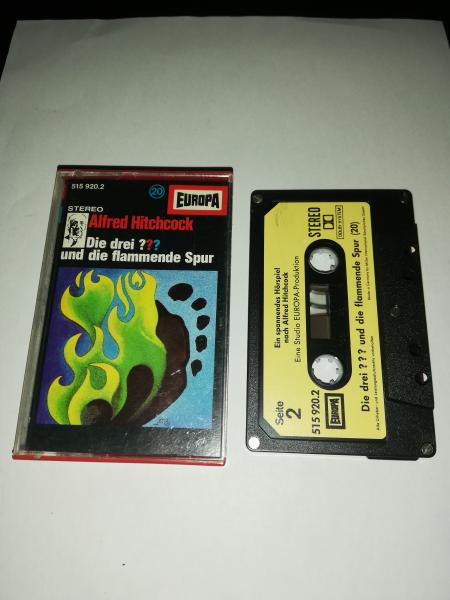 515 920.2
20
EUROPA
STEREO
Alfred Hitchcock
Die drei ???
und die flammende Spur
Seite
2
515 920.2
EUROPA
Ein spannendes Hörspiel
nach Alfred Hitchcock
Eine Studio EUROPA-Produktion
STEREO
DOLBY SYSTEM
Die drei ? ? ? und die flammende Spur (20)